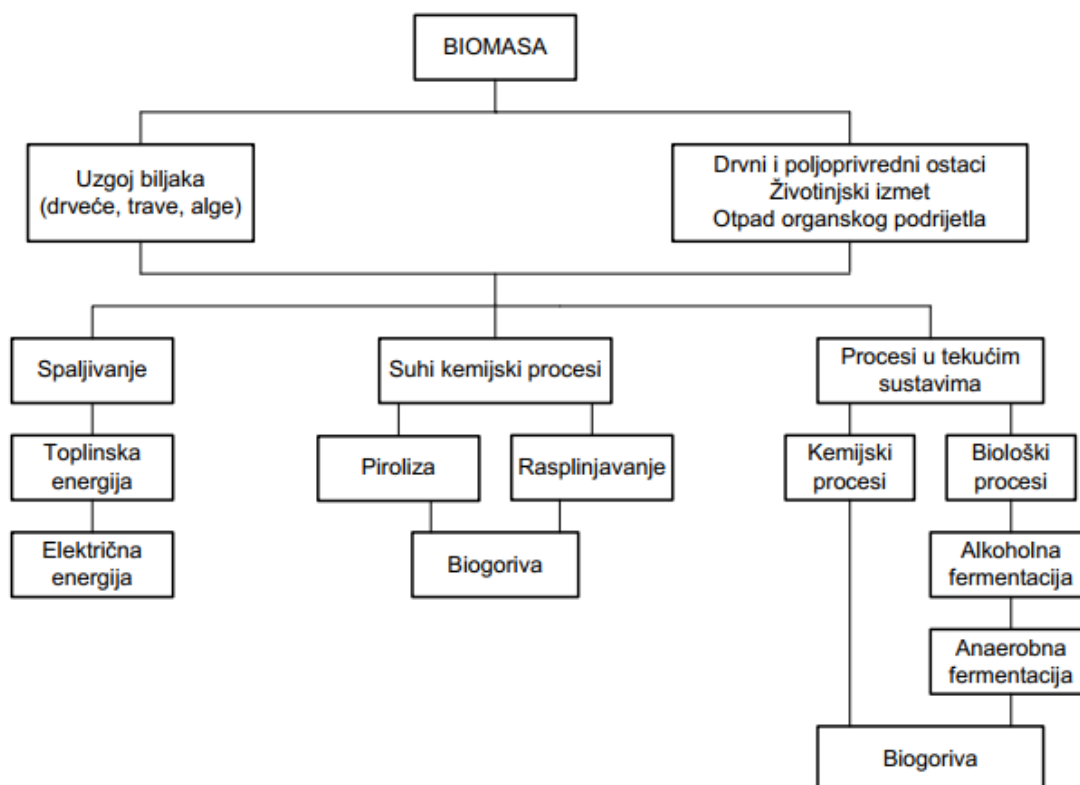 BIOMASA
Uzgoj biljaka
(drveće, trave, alge)
Drvni i poljoprivredni ostaci
Životinjski izmet
Otpad organskog podrijetla
Spaljivanje
Suhi kemijski procesi
Procesi u tekućim
sustavima
Toplinska
energija
Piroliza
Rasplinjavanje
Kemijski
procesi
Biološki
procesi
Elektřična
energija
Biogoriva
Alkoholna
fermentacija
Anaerobna
fermentacija
Biogoriva